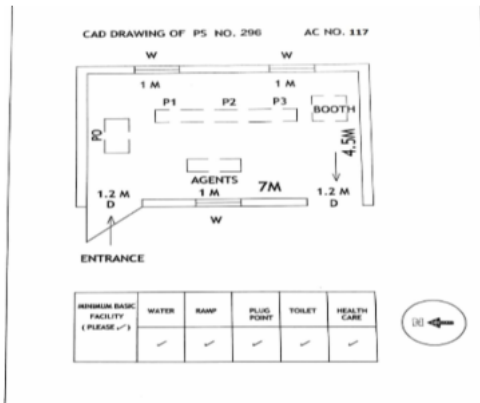 CAD DRAWING OF PS NO. 296 AC NO. 117
W W
1 M 1 M
P1 P2 P3 BOOTH
PO
4.5M
AGENTS
1.2 M 1 M 7M 1.2 M
D D
W
ENTRANCE
MINIMUM BASIC FACILITY ( PLEASE ✓ ) WATER RAMP PLUG POINT TOILET HEALTH CARE
✓ ✓ ✓ ✓ ✓